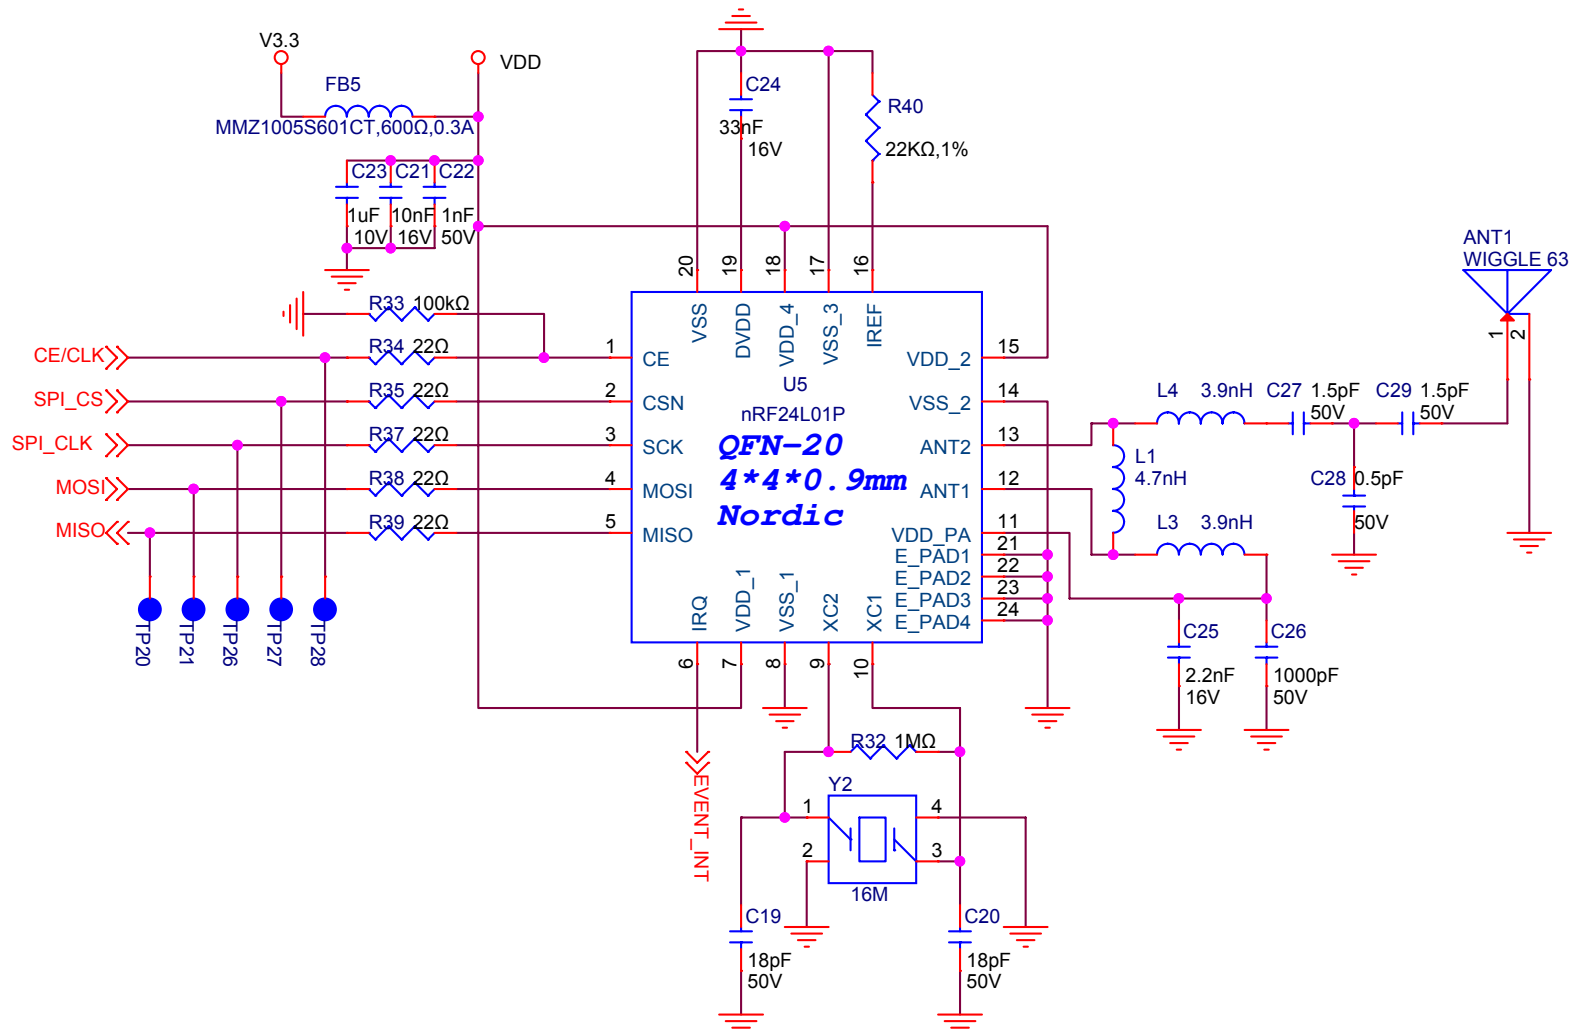 V3.3
VDD
FB5
MMZ1005S601CT,600Ω,0.3A
C23 C21 C22
1uF 10nF 1nF
10V 16V 50V
C24
33nF
16V
R40
22KΩ,1%
20 19 18 17 16
VSS DVDD VDD_4 VSS_3 IREF
R33 100kΩ
CE/CLK R34 22Ω 1 CE
SPI_CS R35 22Ω 2 CSN
SPI_CLK R37 22Ω 3 SCK
MOSI R38 22Ω 4 MOSI
MISO R39 22Ω 5 MISO
TP20 TP21 TP26 TP27 TP28
U5
nRF24L01P
QFN-20
4*4*0.9mm
Nordic
VDD_2 15
VSS_2 14
ANT2 13
ANT1 12
VDD_PA 11
E_PAD1 21
E_PAD2 22
E_PAD3 23
E_PAD4 24
IRQ VDD_1 VSS_1 XC2 XC1
6 7 8 9 10
EVENT_INT
R32 1MΩ
Y2
1 4
2 3
16M
C19
18pF
50V
C20
18pF
50V
L4 3.9nH
L1
4.7nH
L3 3.9nH
C27 1.5pF
50V
C29 1.5pF
50V
C28 0.5pF
50V
C25
2.2nF
16V
C26
1000pF
50V
ANT1
WIGGLE 63
1 2